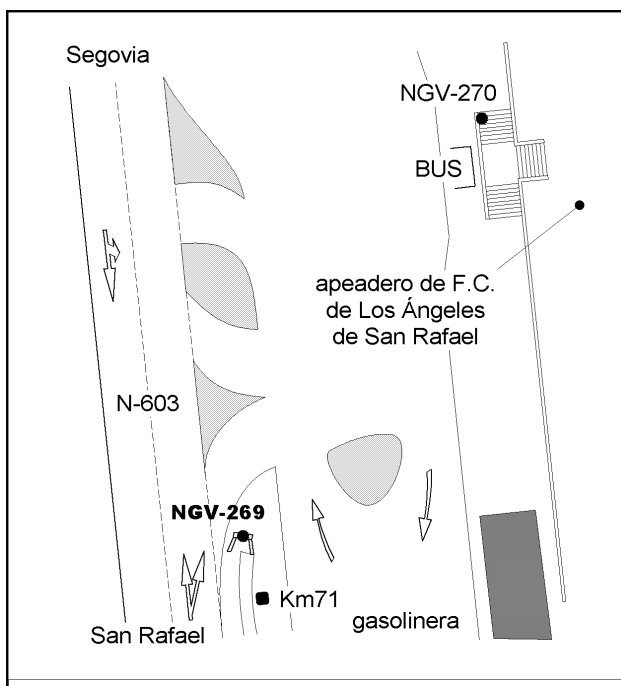 Segovia
NGV-270
BUS
apeadero de F.C.
de Los Ángeles
de San Rafael
N-603
NGV-269
Km71
San Rafael
gasolinera